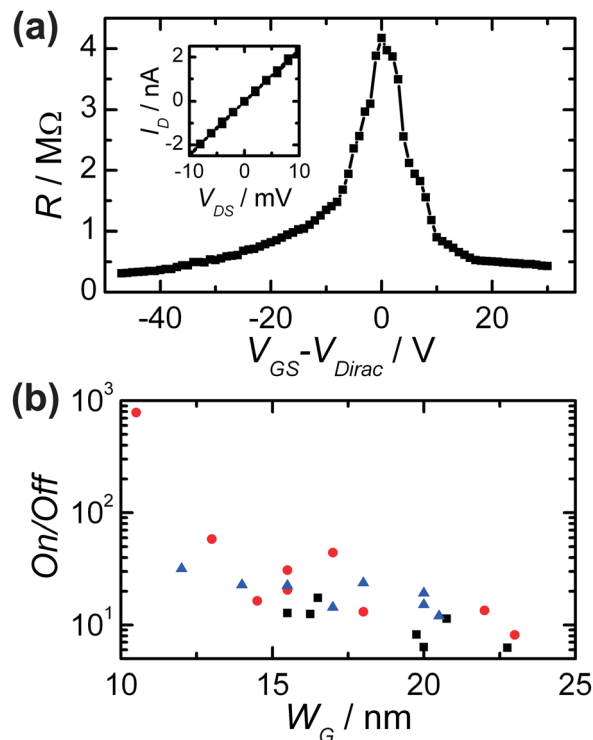 (a)
4
3
2
1
0
R / MΩ
2
0
-2
I_D / nA
-10 0 10
V_DS / mV
-40 -20 0 20
V_GS-V_Dirac / V
(b)
10^3
10^2
10^1
On/Off
10 15 20 25
W_G / nm